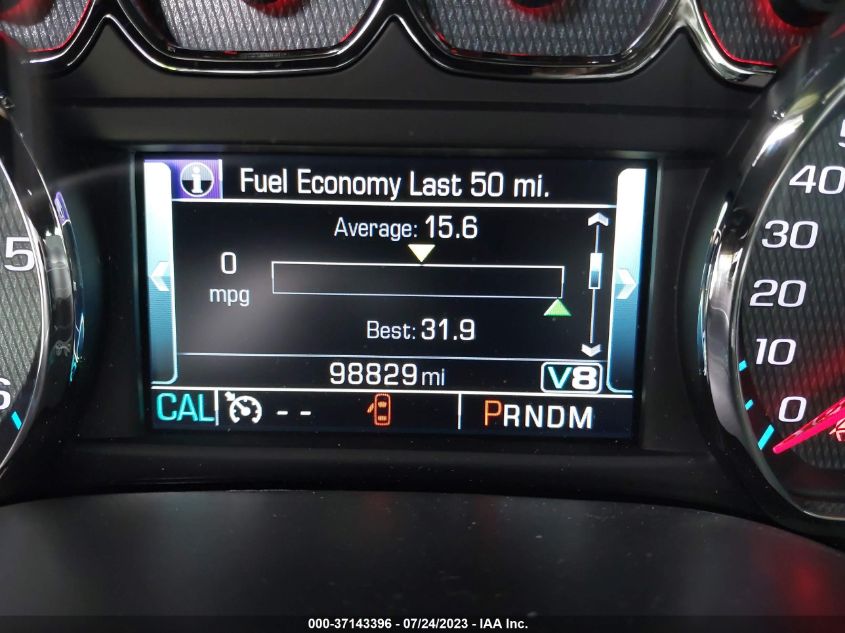 Fuel Economy Last 50 mi.
Average: 15.6
0
mpg
Best: 31.9
98829 mi
V8
CAL -- PRNDM
5
6
40
30
20
10
0
000-37143396 - 07/24/2023 - IAA Inc.